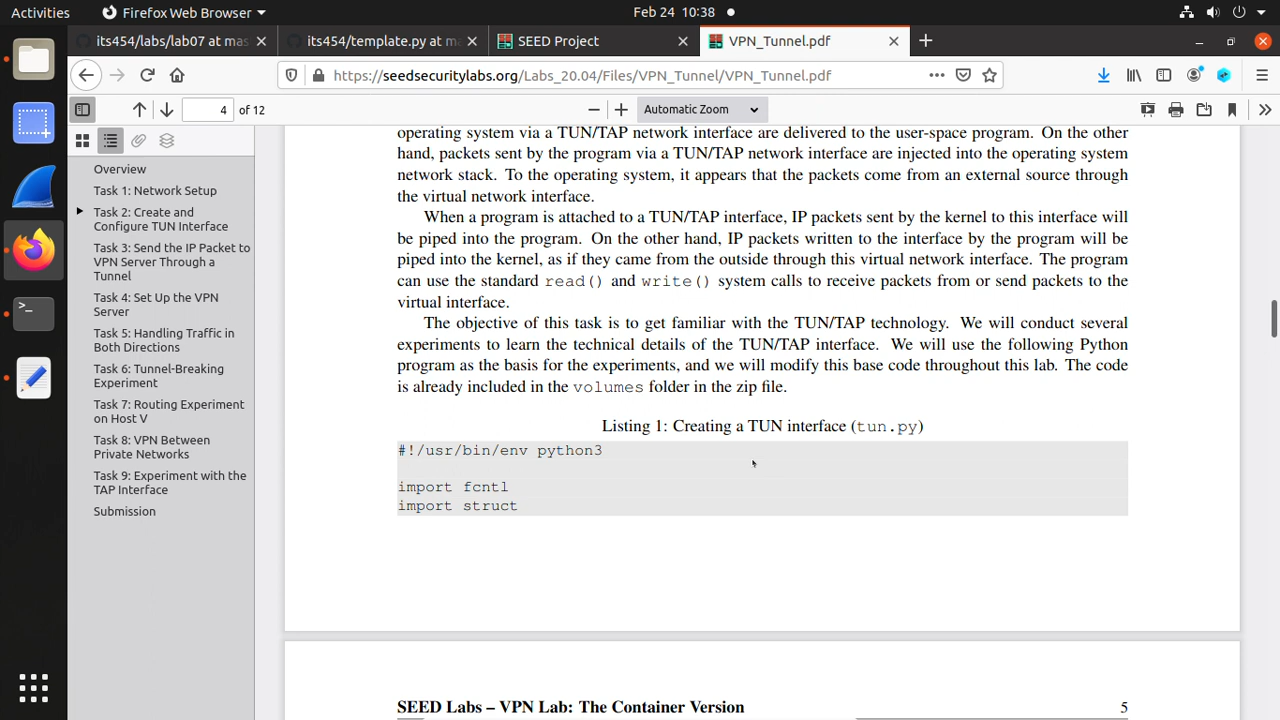 Activities
Firefox Web Browser
Feb 24 10:38
its454/labs/lab07 at mas
its454/template.py at ma
SEED Project
VPN_Tunnel.pdf
https://seedsecuritylabs.org/Labs_20.04/Files/VPN_Tunnel/VPN_Tunnel.pdf
4 of 12
Automatic Zoom
Overview
Task 1: Network Setup
Task 2: Create and
Configure TUN Interface
Task 3: Send the IP Packet to
VPN Server Through a
Tunnel
Task 4: Set Up the VPN
Server
Task 5: Handling Traffic in
Both Directions
Task 6: Tunnel-Breaking
Experiment
Task 7: Routing Experiment
on Host V
Task 8: VPN Between
Private Networks
Task 9: Experiment with the
TAP Interface
Submission
operating system via a TUN/TAP network interface are delivered to the user-space program. On the other
hand, packets sent by the program via a TUN/TAP network interface are injected into the operating system
network stack. To the operating system, it appears that the packets come from an external source through
the virtual network interface.
When a program is attached to a TUN/TAP interface, IP packets sent by the kernel to this interface will
be piped into the program. On the other hand, IP packets written to the interface by the program will be
piped into the kernel, as if they came from the outside through this virtual network interface. The program
can use the standard read() and write() system calls to receive packets from or send packets to the
virtual interface.
The objective of this task is to get familiar with the TUN/TAP technology. We will conduct several
experiments to learn the technical details of the TUN/TAP interface. We will use the following Python
program as the basis for the experiments, and we will modify this base code throughout this lab. The code
is already included in the volumes folder in the zip file.
Listing 1: Creating a TUN interface (tun.py)
#!/usr/bin/env python3
import fcntl
import struct
SEED Labs – VPN Lab: The Container Version
5